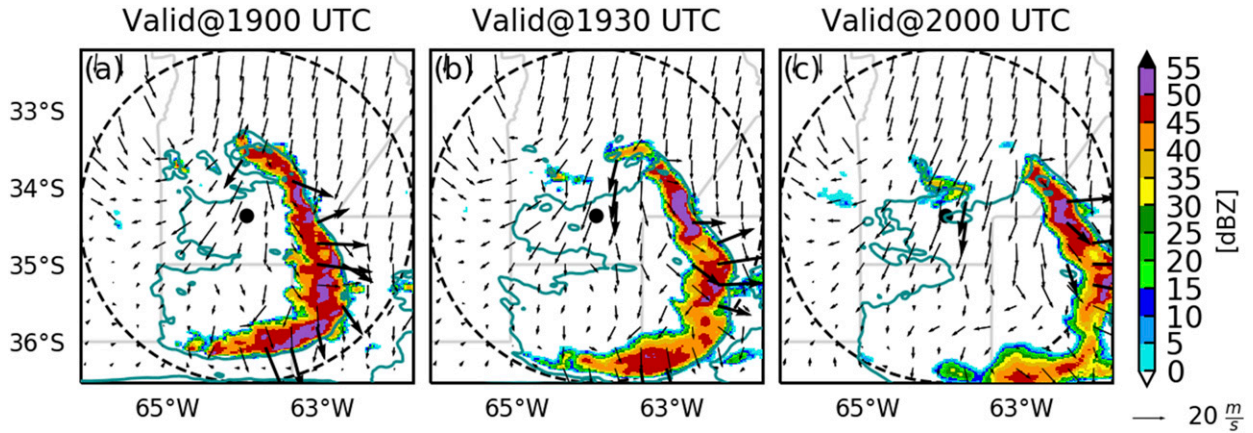 Valid@1900 UTC Valid@1930 UTC Valid@2000 UTC
(a) (b) (c)
33°S
34°S
35°S
36°S
65°W 63°W 65°W 63°W 65°W 63°W
55
50
45
40
35
30
25
20
15
10
5
0
[dBZ]
20 m/s